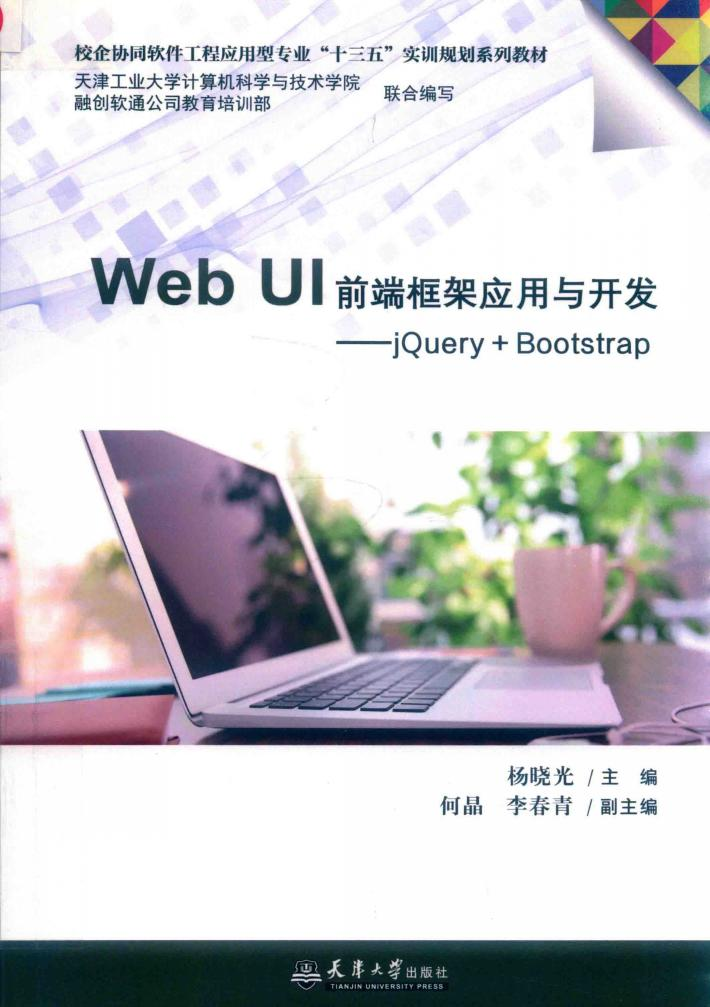 校企协同软件工程应用型专业“十三五”实训规划系列教材
天津工业大学计算机科学与技术学院
融创软通公司教育培训部
联合编写
Web UI 前端框架应用与开发
——jQuery + Bootstrap
杨晓光 / 主 编
何晶 李春青 / 副主编
天津大学出版社
TIANJIN UNIVERSITY PRESS